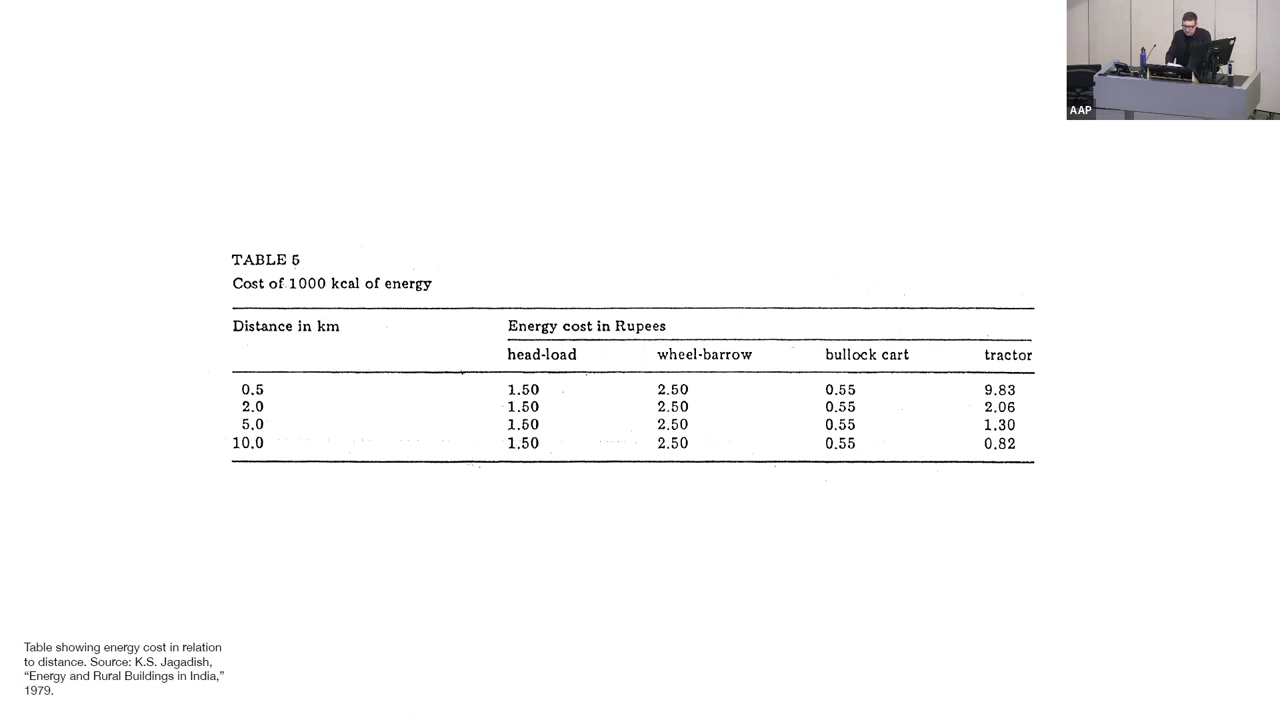 AAP
TABLE 5
Cost of 1000 kcal of energy
Distance in km Energy cost in Rupees
head-load wheel-barrow bullock cart tractor
0.5 1.50 2.50 0.55 9.83
2.0 1.50 2.50 0.55 2.06
5.0 1.50 2.50 0.55 1.30
10.0 1.50 2.50 0.55 0.82
Table showing energy cost in relation
to distance. Source: K.S. Jagadish,
“Energy and Rural Buildings in India,”
1979.